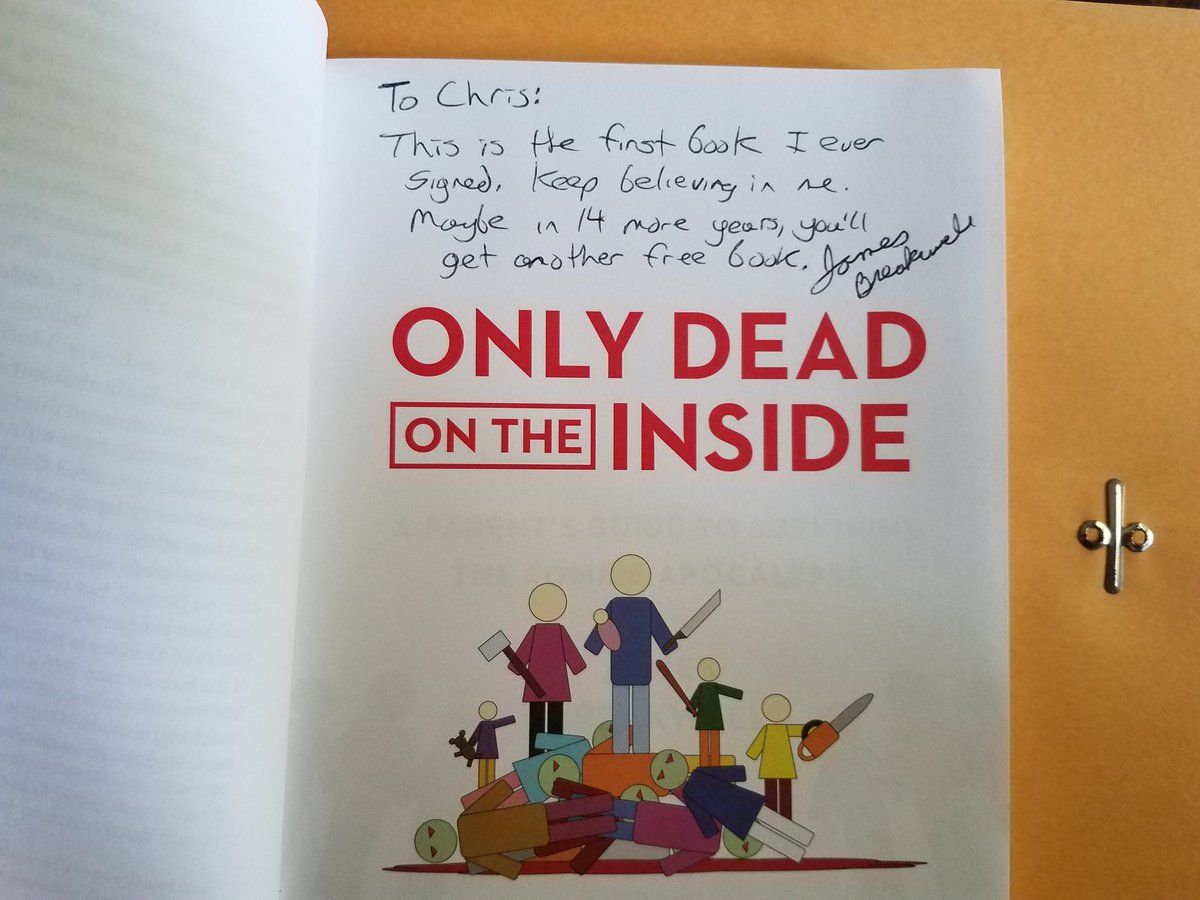 To Chris:
This is the first book I ever
signed. Keep believing in me.
Maybe in 14 more years, you'll
get another free book. James
Breakwell
ONLY DEAD
ON THE INSIDE